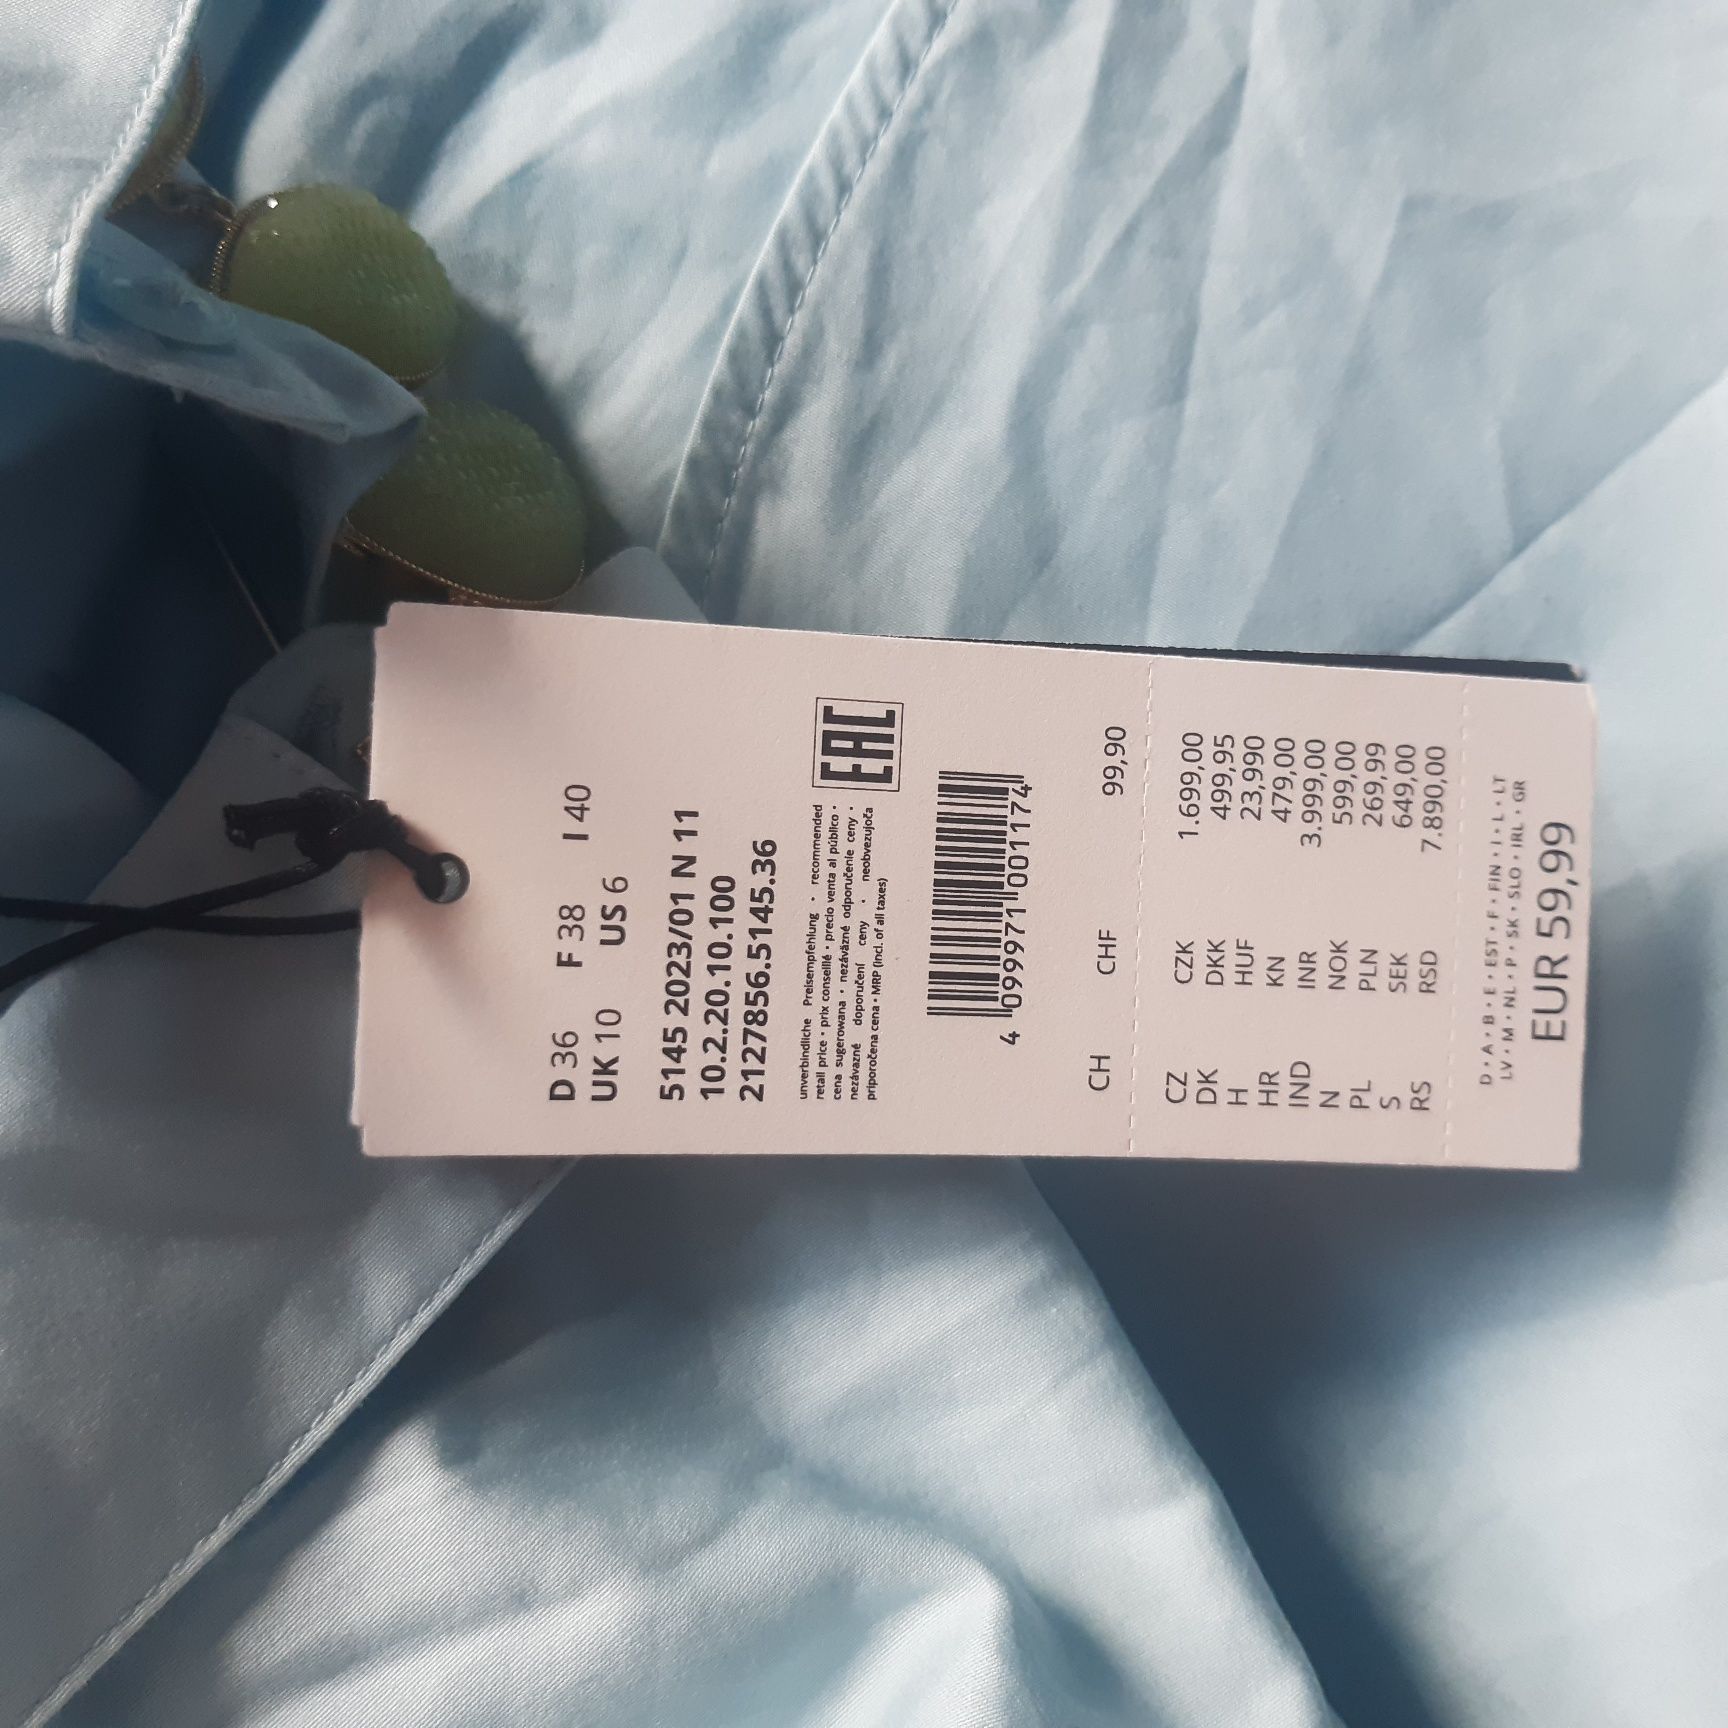 D 36 F 38 I 40
UK 10 US 6
5145 2023/01 N 11
10.2.20.10.100
2127856.5145.36
unverbindliche Preisempfehlung • recommended
retail price • prix conseillé • precio venta al público •
cena sugerowana • nezáväzné odporučenie ceny •
nezávazné doporučení ceny • neobvezujoča
priporočena cena • MRP (incl. of all taxes)
EAC
4 099971 001174
CH CHF 99,90
CZ CZK 1.699,00
DK DKK 499,95
H HUF 23,990
HR KN 479,00
IND INR 3.999,00
N NOK 599,00
PL PLN 269,99
S SEK 649,00
RS RSD 7.890,00
D • A • B • E • EST • F • FIN • I • L • LT
LV • M • NL • P • SK • SLO • IRL • GR
EUR 59,99